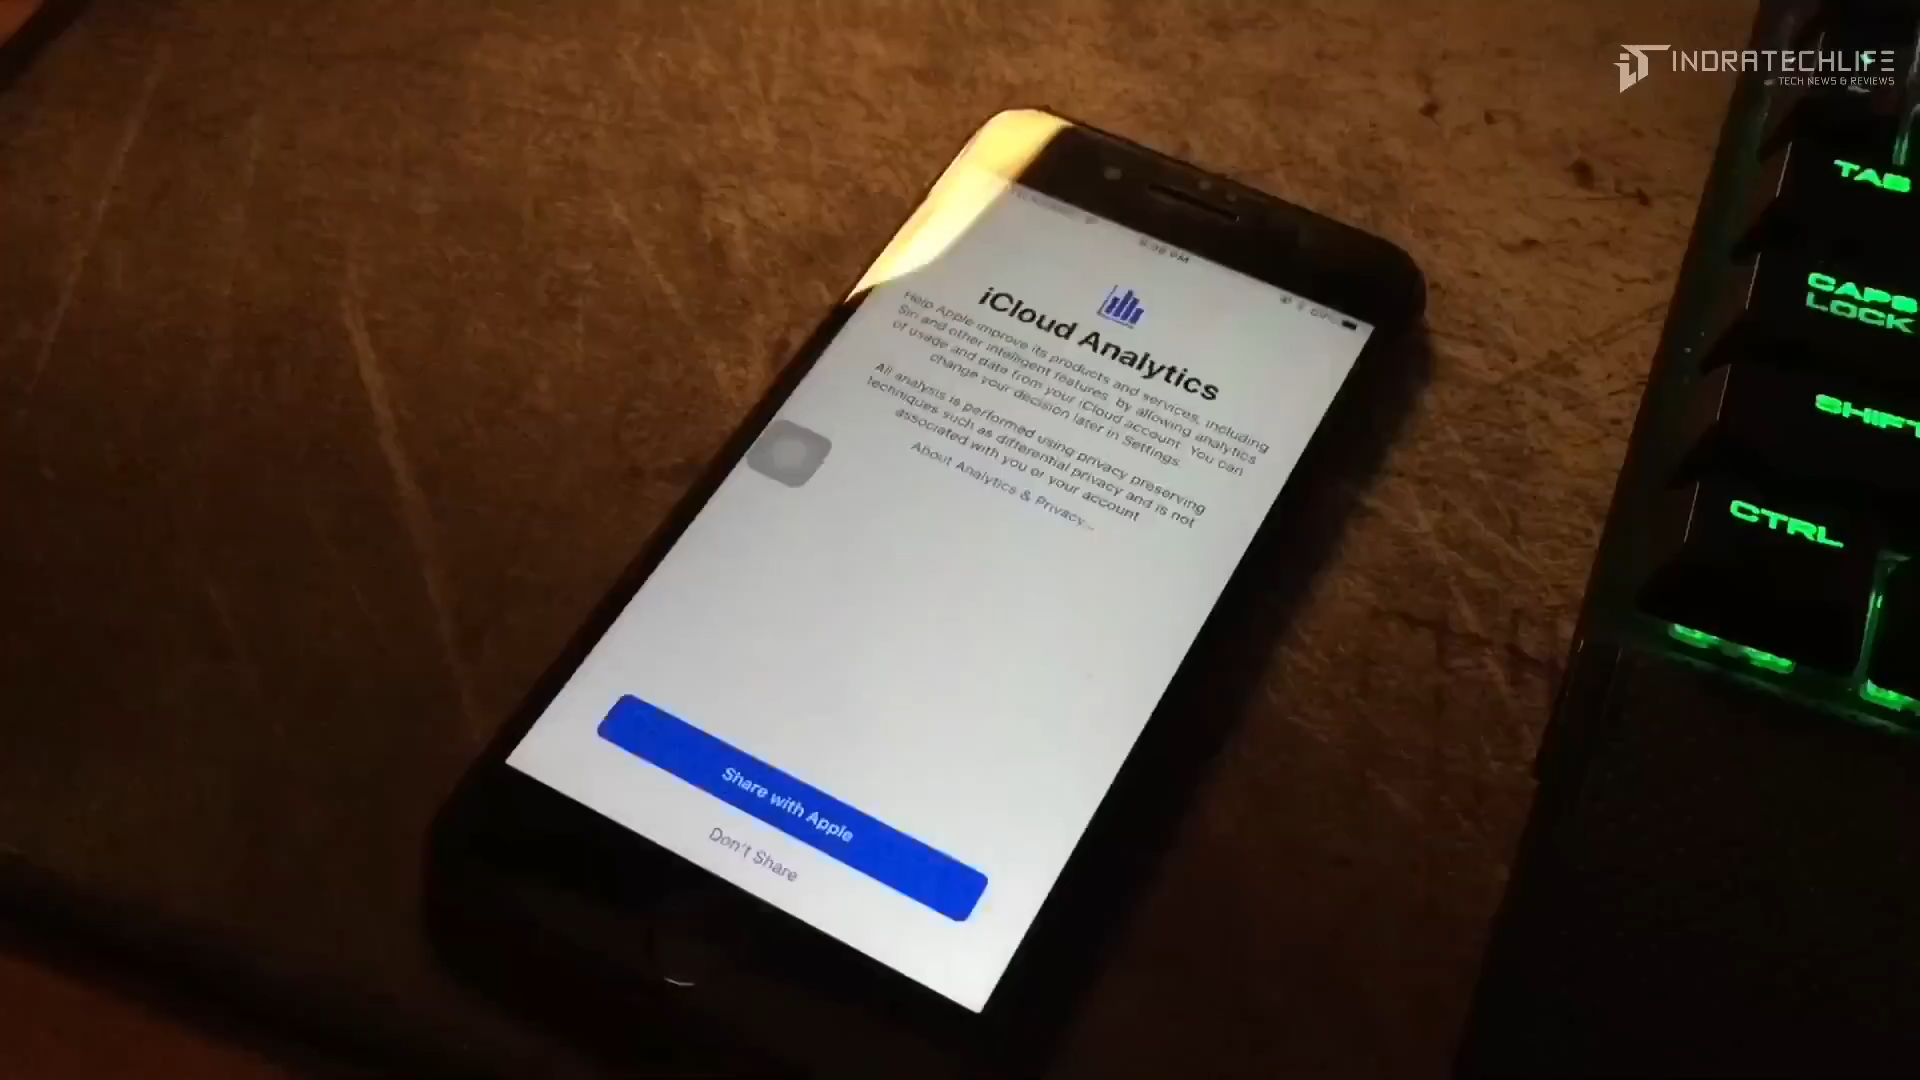 INDRATECHLIFE
TECH NEWS & REVIEWS
TAB
CAPS
LOCK
SHIFT
CTRL
69%
iCloud Analytics
Help Apple improve its products and services, including
Siri and other intelligent features, by allowing analytics
of usage and data from your iCloud account. You can
change your decision later in Settings.
All analysis is performed using privacy preserving
techniques such as differential privacy and is not
associated with you or your account
About Analytics & Privacy...
Share with Apple
Don't Share